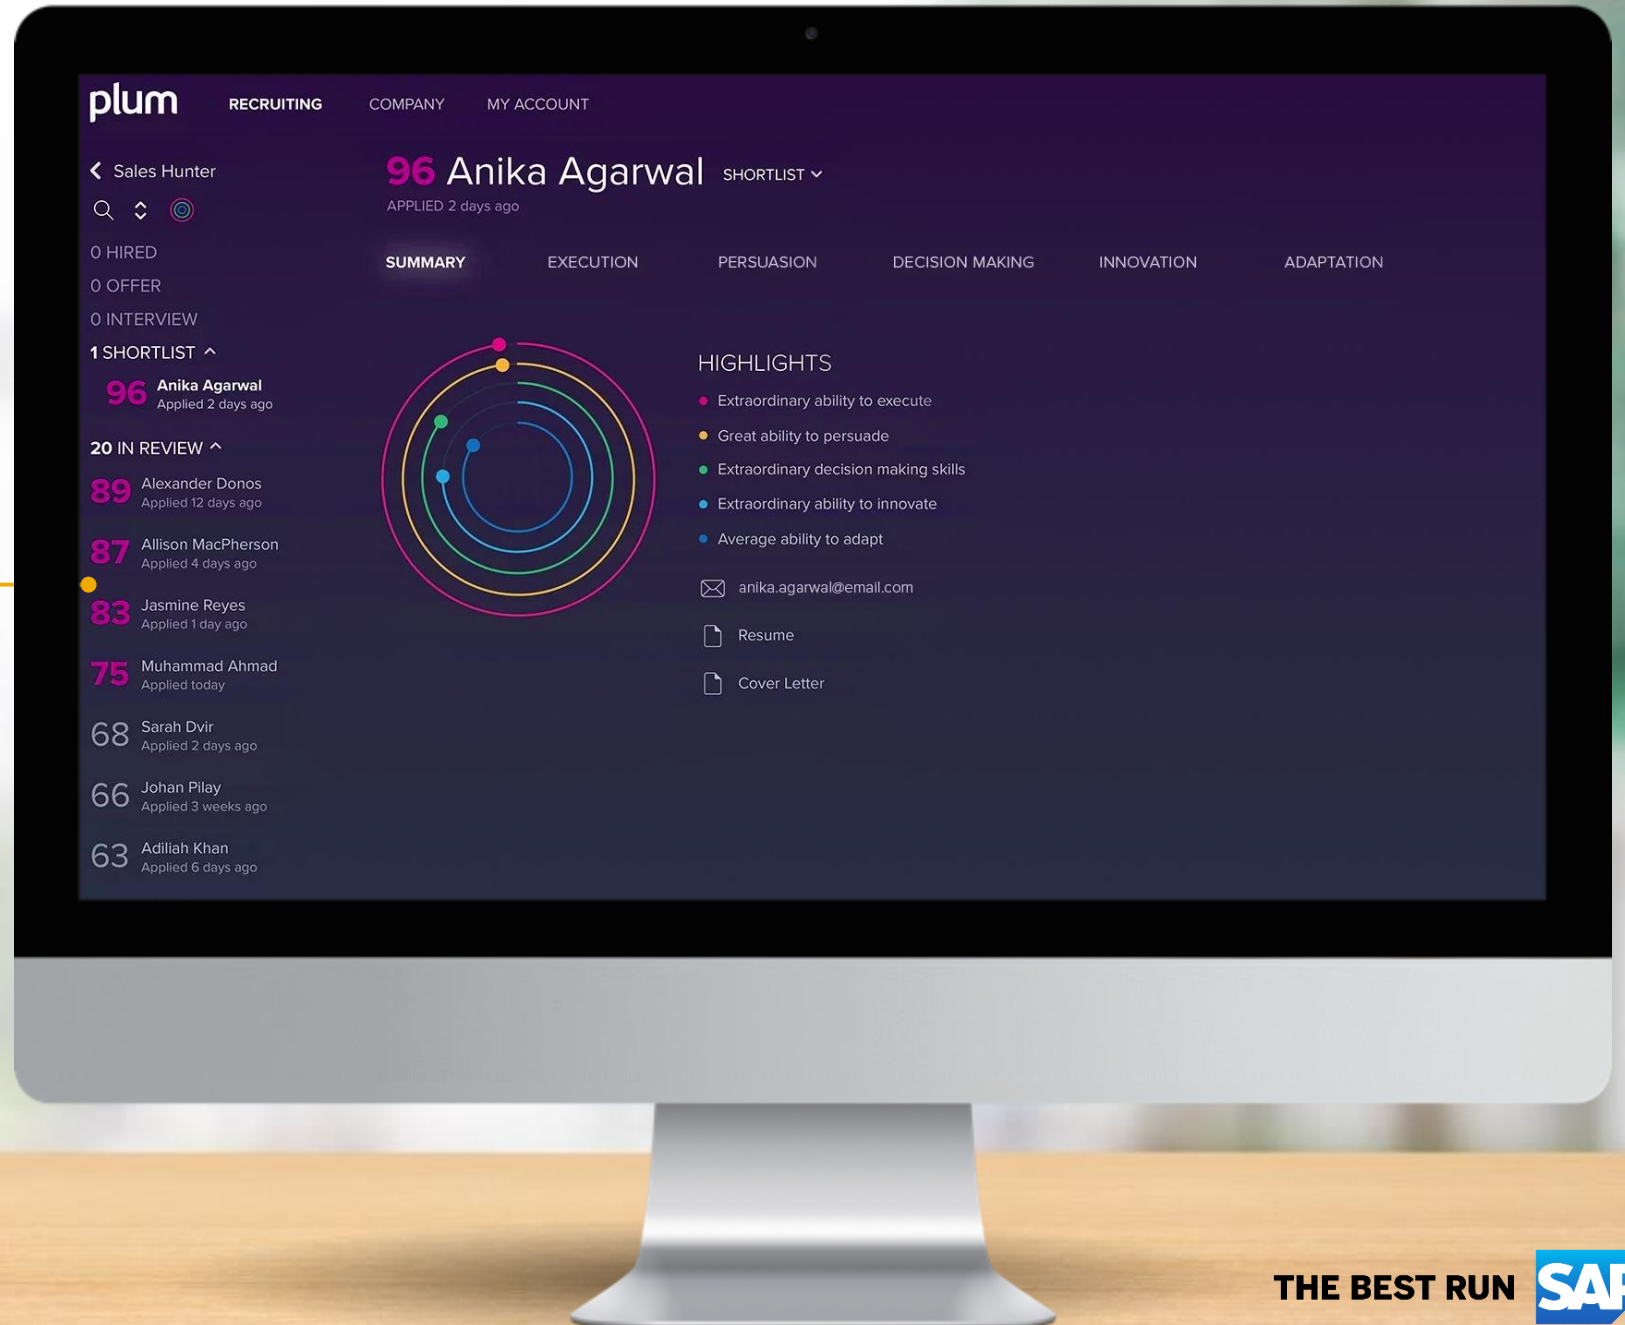 plum
RECRUITING COMPANY MY ACCOUNT
Sales Hunter
0 HIRED
0 OFFER
0 INTERVIEW
1 SHORTLIST
96 Anika Agarwal
Applied 2 days ago
20 IN REVIEW
89 Alexander Donos
Applied 12 days ago
87 Allison MacPherson
Applied 4 days ago
83 Jasmine Reyes
Applied 1 day ago
75 Muhammad Ahmad
Applied today
68 Sarah Dvir
Applied 2 days ago
66 Johan Pilay
Applied 3 weeks ago
63 Adiliah Khan
Applied 6 days ago
96 Anika Agarwal SHORTLIST
APPLIED 2 days ago
SUMMARY EXECUTION PERSUASION DECISION MAKING INNOVATION ADAPTATION
HIGHLIGHTS
Extraordinary ability to execute
Great ability to persuade
Extraordinary decision making skills
Extraordinary ability to innovate
Average ability to adapt
anika.agarwal@email.com
Resume
Cover Letter
THE BEST RUN SAP